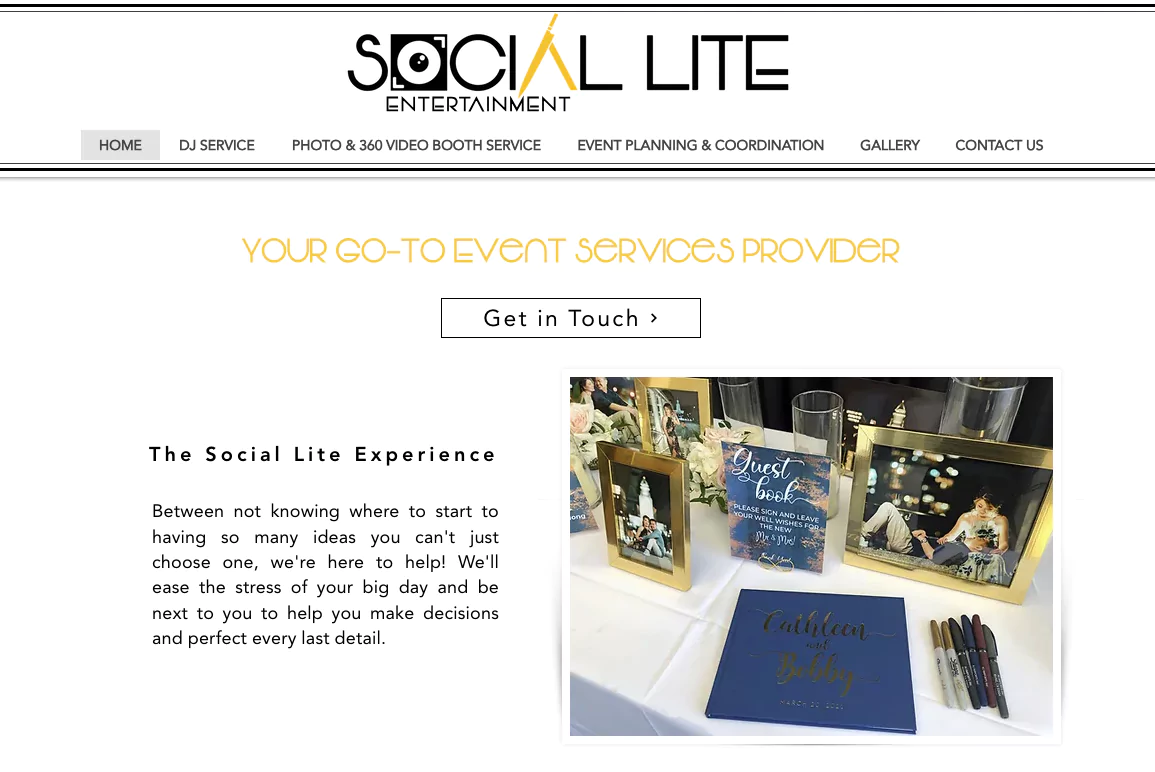 SOCIAL LITE
ENTERTAINMENT
HOME DJ SERVICE PHOTO & 360 VIDEO BOOTH SERVICE EVENT PLANNING & COORDINATION GALLERY CONTACT US
YOUR GO-TO EVENT SERVICES PROVIDER
Get in Touch >
The Social Lite Experience
Between not knowing where to start to
having so many ideas you can't just
choose one, we're here to help! We'll
ease the stress of your big day and be
next to you to help you make decisions
and perfect every last detail.
Guest
book
PLEASE SIGN AND LEAVE
YOUR WELL WISHES FOR
THE NEW
Mr & Mrs!
Thank You
Cathleen
and
Bobby